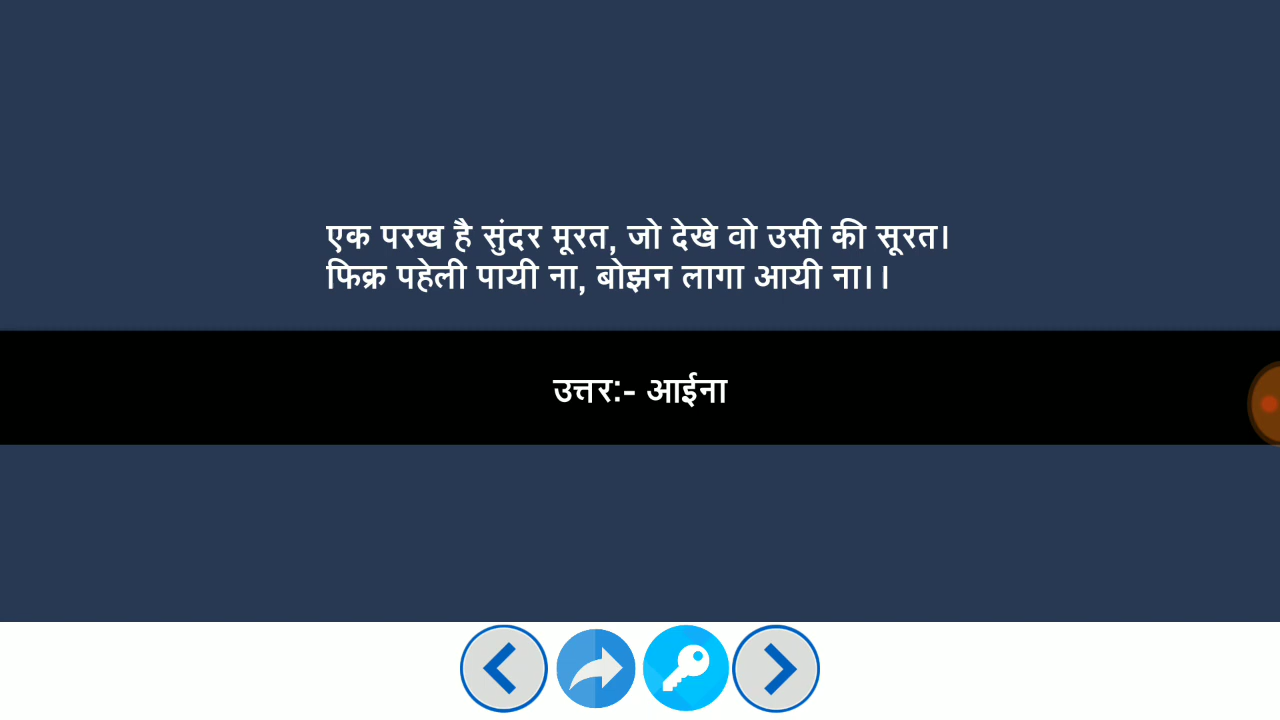 एक परख है सुंदर मूरत, जो देखे वो उसी की सूरत।
फिक्र पहेली पायी ना, बोझन लागा आयी ना।।
उत्तर:- आईना